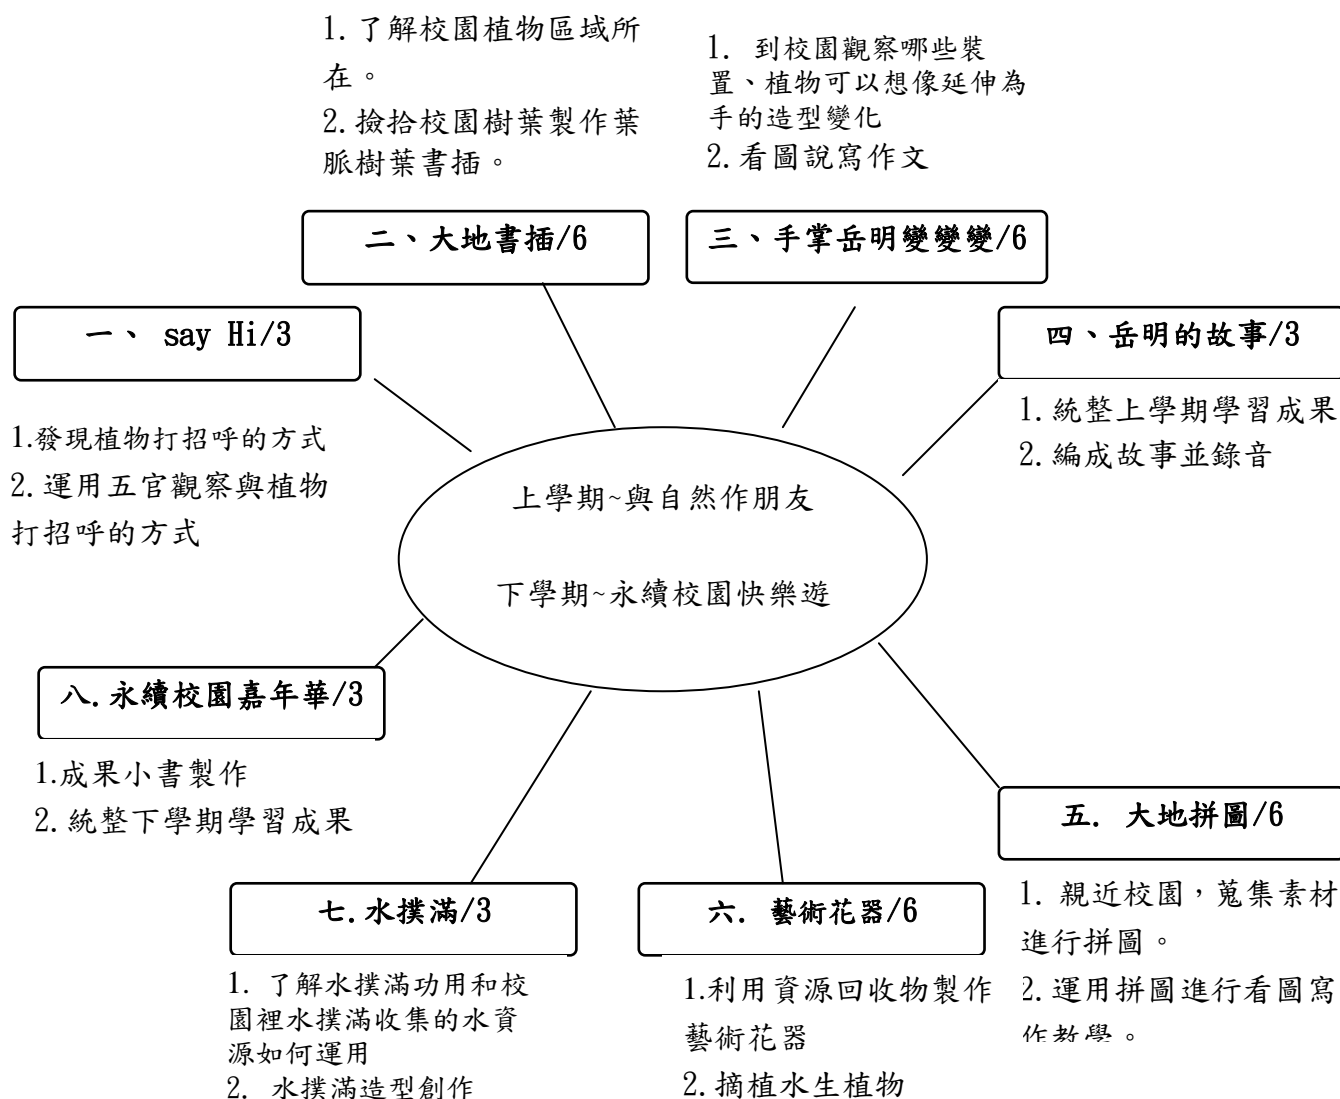 1. 了解校園植物區域所
在。
2. 撿拾校園樹葉製作葉
脈樹葉書插。
1. 到校園觀察哪些裝
置、植物可以想像延伸為
手的造型變化
2. 看圖說寫作文
二、大地書插/6
三、手掌岳明變變變/6
一、 say Hi/3
四、岳明的故事/3
1.發現植物打招呼的方式
2. 運用五官觀察與植物
打招呼的方式
1. 統整上學期學習成果
2. 編成故事並錄音
上學期~與自然作朋友
下學期~永續校園快樂遊
八. 永續校園嘉年華/3
1.成果小書製作
2. 統整下學期學習成果
五. 大地拼圖/6
1. 親近校園，蒐集素材
進行拼圖。
2. 運用拼圖進行看圖寫
作教學。
七. 水撲滿/3
1. 了解水撲滿功用和校
園裡水撲滿收集的水資
源如何運用
2. 水撲滿造型創作
六. 藝術花器/6
1.利用資源回收物製作
藝術花器
2. 摘植水生植物